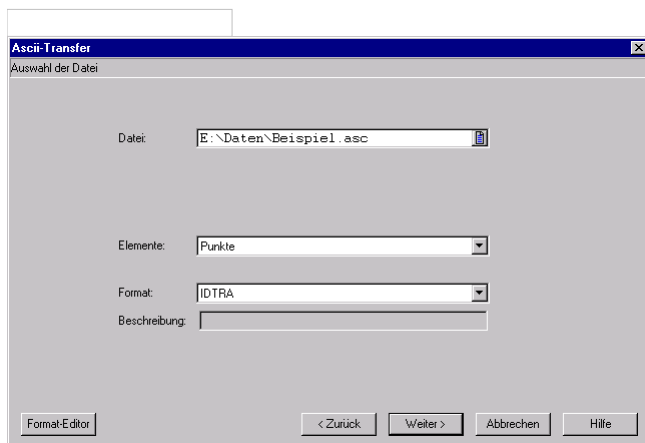 Ascii-Transfer
Auswahl der Datei
Datei: E:\Daten\Beispiel.asc
Elemente: Punkte
Format: IDTRA
Beschreibung:
Format-Editor < Zurück Weiter > Abbrechen Hilfe